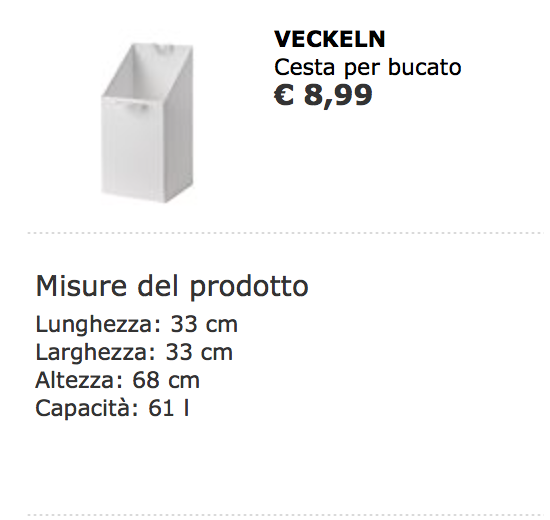 VECKELN
Cesta per bucato
€ 8,99
Misure del prodotto
Lunghezza: 33 cm
Larghezza: 33 cm
Altezza: 68 cm
Capacità: 61 l